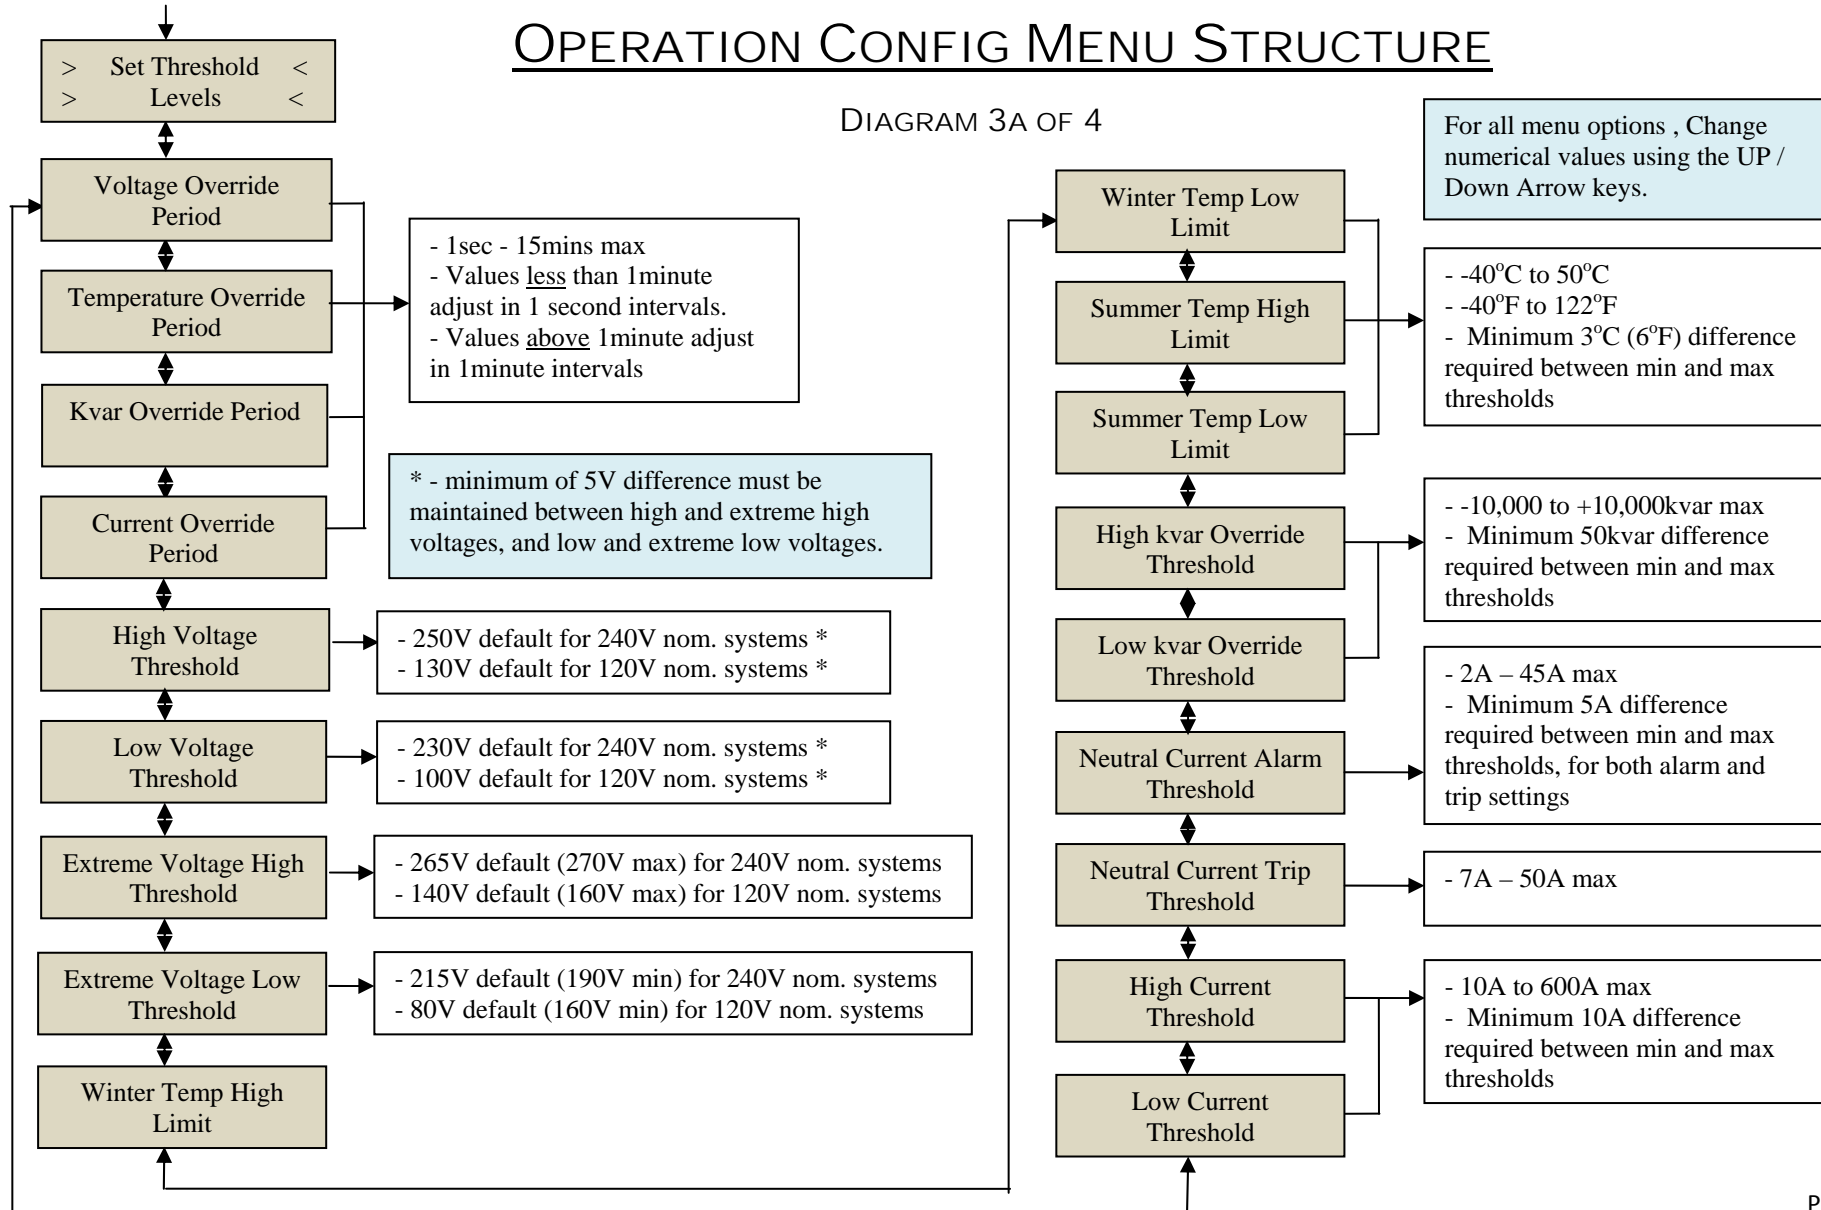 OPERATION CONFIG MENU STRUCTURE
DIAGRAM 3A OF 4
> Set Threshold <
> Levels <
Voltage Override
Period
Temperature Override
Period
Kvar Override Period
Current Override
Period
- 1sec - 15mins max
- Values less than 1minute
adjust in 1 second intervals.
- Values above 1minute adjust
in 1minute intervals
* - minimum of 5V difference must be
maintained between high and extreme high
voltages, and low and extreme low voltages.
High Voltage
Threshold
- 250V default for 240V nom. systems *
- 130V default for 120V nom. systems *
Low Voltage
Threshold
- 230V default for 240V nom. systems *
- 100V default for 120V nom. systems *
Extreme Voltage High
Threshold
- 265V default (270V max) for 240V nom. systems
- 140V default (160V max) for 120V nom. systems
Extreme Voltage Low
Threshold
- 215V default (190V min) for 240V nom. systems
- 80V default (160V min) for 120V nom. systems
Winter Temp High
Limit
For all menu options , Change
numerical values using the UP /
Down Arrow keys.
Winter Temp Low
Limit
Summer Temp High
Limit
Summer Temp Low
Limit
- -40°C to 50°C
- -40°F to 122°F
- Minimum 3°C (6°F) difference
required between min and max
thresholds
High kvar Override
Threshold
Low kvar Override
Threshold
- -10,000 to +10,000kvar max
- Minimum 50kvar difference
required between min and max
thresholds
Neutral Current Alarm
Threshold
- 2A – 45A max
- Minimum 5A difference
required between min and max
thresholds, for both alarm and
trip settings
Neutral Current Trip
Threshold
- 7A – 50A max
High Current
Threshold
Low Current
Threshold
- 10A to 600A max
- Minimum 10A difference
required between min and max
thresholds
P